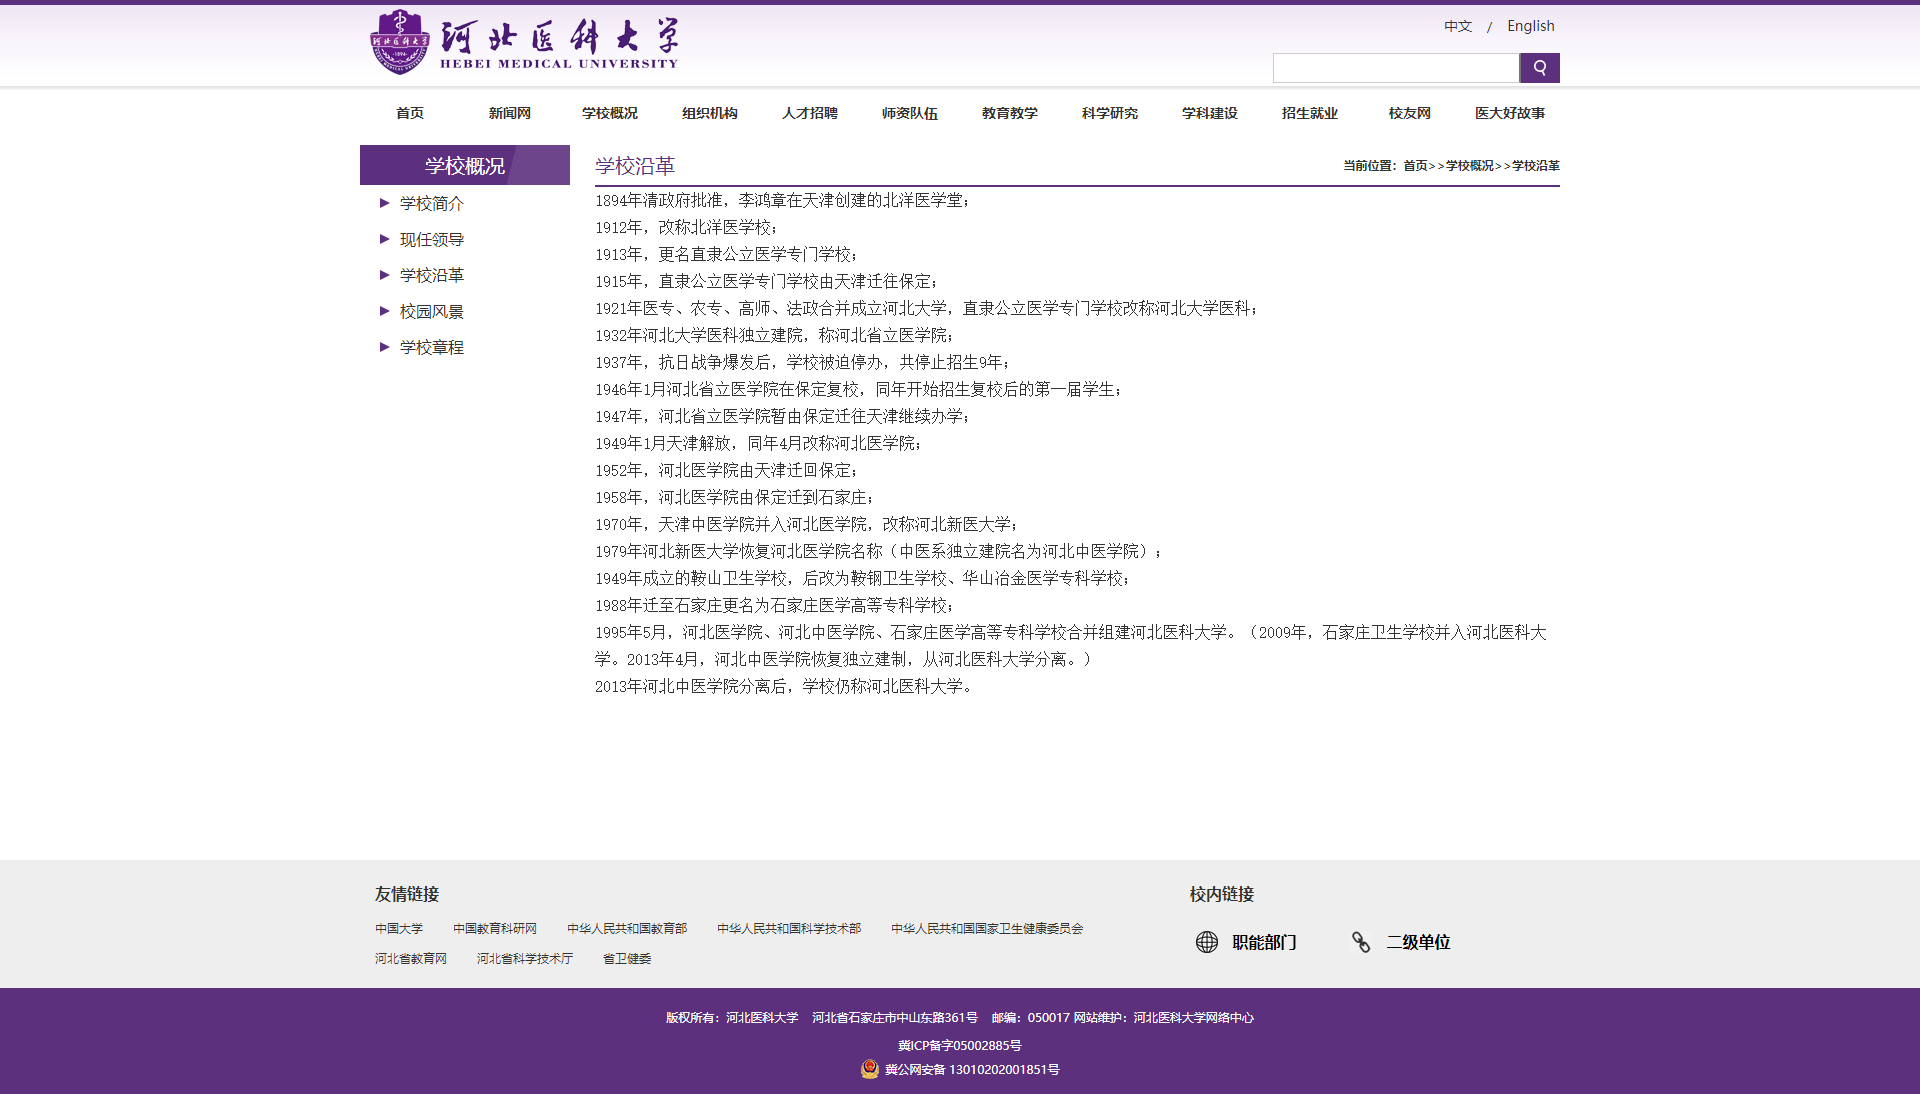 河北医科大学
HEBEI MEDICAL UNIVERSITY
中文 / English
首页 新闻网 学校概况 组织机构 人才招聘 师资队伍 教育教学 科学研究 学科建设 招生就业 校友网 医大好故事
学校概况
学校简介
现任领导
学校沿革
校园风景
学校章程
学校沿革
当前位置：首页>>学校概况>>学校沿革
1894年清政府批准，李鸿章在天津创建的北洋医学堂；
1912年，改称北洋医学校；
1913年，更名直隶公立医学专门学校；
1915年，直隶公立医学专门学校由天津迁往保定；
1921年医专、农专、高师、法政合并成立河北大学，直隶公立医学专门学校改称河北大学医科；
1932年河北大学医科独立建院，称河北省立医学院；
1937年，抗日战争爆发后，学校被迫停办，共停止招生9年；
1946年1月河北省立医学院在保定复校，同年开始招生复校后的第一届学生；
1947年，河北省立医学院暂由保定迁往天津继续办学；
1949年1月天津解放，同年4月改称河北医学院；
1952年，河北医学院由天津迁回保定；
1958年，河北医学院由保定迁到石家庄；
1970年，天津中医学院并入河北医学院，改称河北新医大学；
1979年河北新医大学恢复河北医学院名称（中医系独立建院名为河北中医学院）；
1949年成立的鞍山卫生学校，后改为鞍钢卫生学校、华山冶金医学专科学校；
1988年迁至石家庄更名为石家庄医学高等专科学校；
1995年5月，河北医学院、河北中医学院、石家庄医学高等专科学校合并组建河北医科大学。（2009年，石家庄卫生学校并入河北医科大
学。2013年4月，河北中医学院恢复独立建制，从河北医科大学分离。）
2013年河北中医学院分离后，学校仍称河北医科大学。
友情链接
中国大学 中国教育科研网 中华人民共和国教育部 中华人民共和国科学技术部 中华人民共和国国家卫生健康委员会
河北省教育网 河北省科学技术厅 省卫健委
校内链接
职能部门 二级单位
版权所有：河北医科大学 河北省石家庄市中山东路361号 邮编：050017 网站维护：河北医科大学网络中心
冀ICP备字05002885号
冀公网安备 13010202001851号